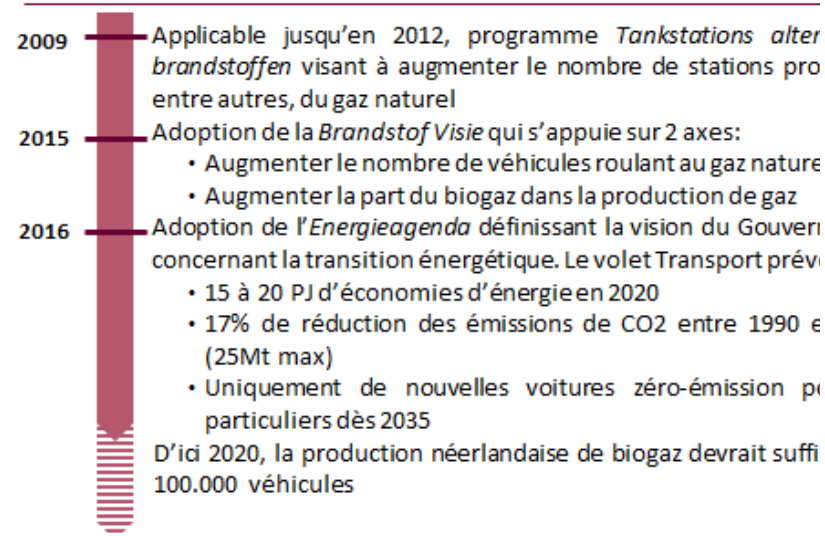 2009 Applicable jusqu’en 2012, programme Tankstations alter
brandstoffen visant à augmenter le nombre de stations pro
entre autres, du gaz naturel
2015 Adoption de la Brandstof Visie qui s’appuie sur 2 axes:
• Augmenter le nombre de véhicules roulant au gaz nature
• Augmenter la part du biogaz dans la production de gaz
2016 Adoption de l’Energieagenda définissant la vision du Gouver
concernant la transition énergétique. Le volet Transport prév
• 15 à 20 PJ d’économies d’énergie en 2020
• 17% de réduction des émissions de CO2 entre 1990 e
(25Mt max)
• Uniquement de nouvelles voitures zéro-émission p
particuliers dès 2035
D’ici 2020, la production néerlandaise de biogaz devrait suffi
100.000 véhicules